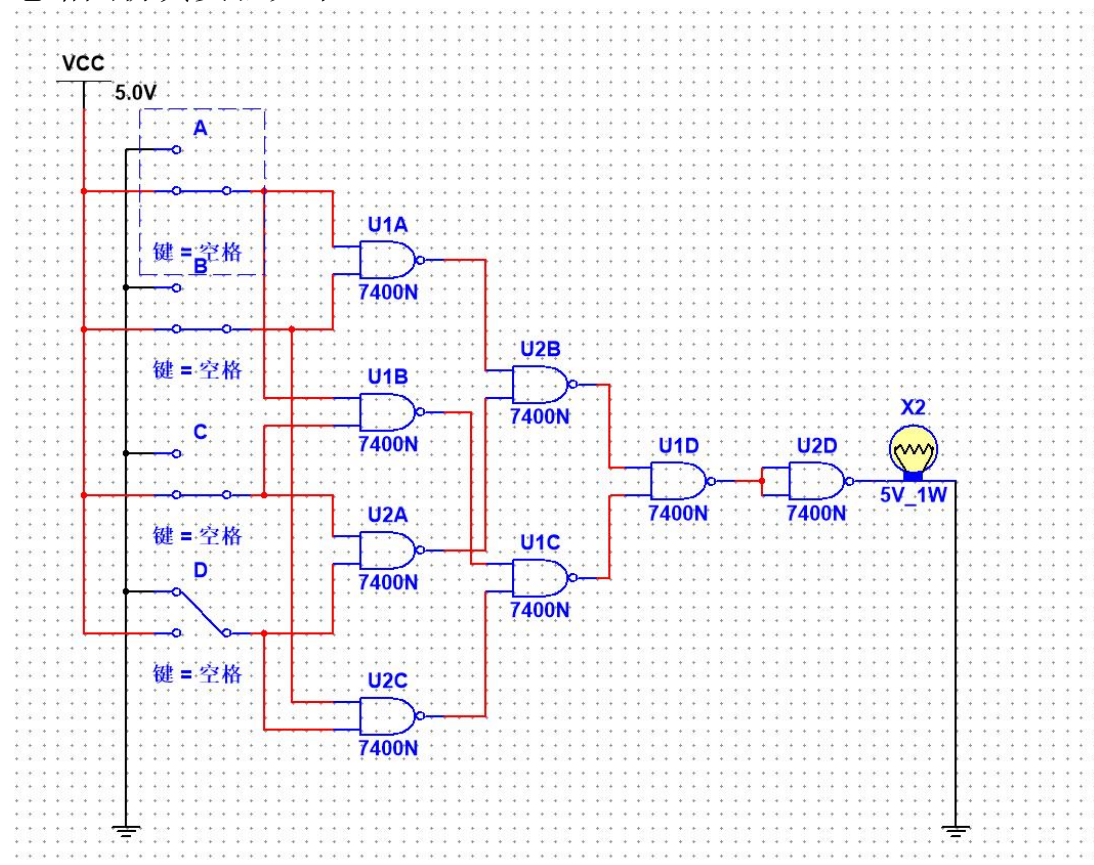 VCC
5.0V
A
键 = 空格
B
键 = 空格
C
键 = 空格
D
键 = 空格
U1A
7400N
U1B
7400N
U2A
7400N
U2C
7400N
U2B
7400N
U1C
7400N
U1D
7400N
U2D
7400N
X2
5V_1W